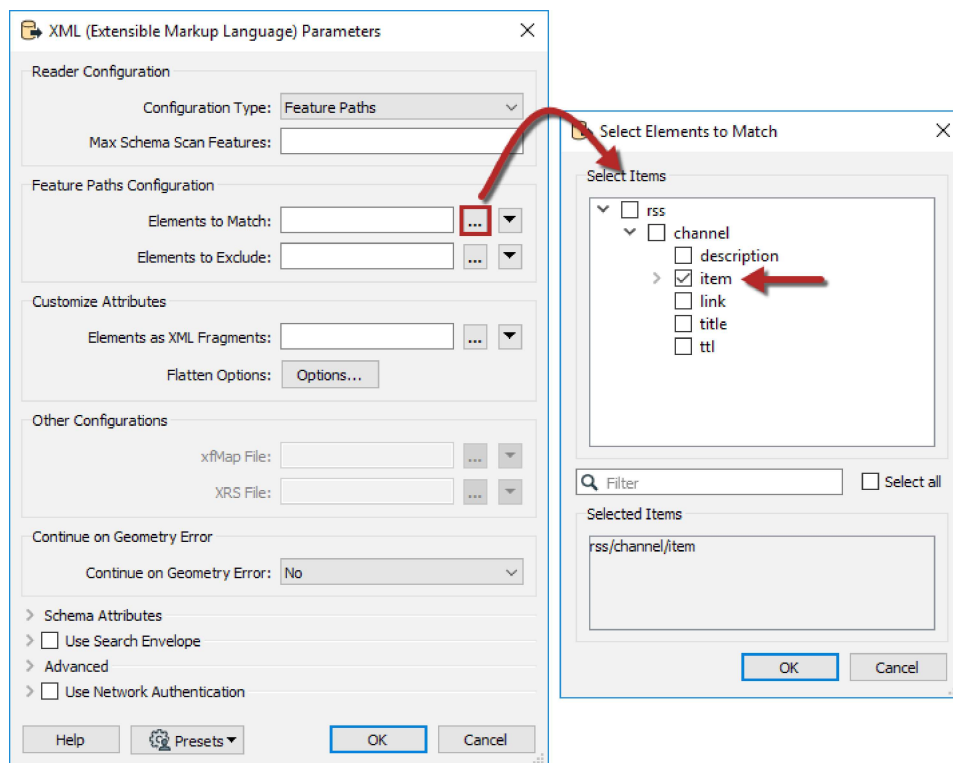 XML (Extensible Markup Language) Parameters
Reader Configuration
Configuration Type: Feature Paths
Max Schema Scan Features:
Feature Paths Configuration
Elements to Match: ...
Elements to Exclude: ...
Customize Attributes
Elements as XML Fragments: ...
Flatten Options: Options...
Other Configurations
xfMap File: ...
XRS File: ...
Continue on Geometry Error
Continue on Geometry Error: No
Schema Attributes
Use Search Envelope
Advanced
Use Network Authentication
Help Presets OK Cancel
Select Elements to Match
Select Items
rss
channel
description
item
link
title
ttl
Filter Select all
Selected Items
rss/channel/item
OK Cancel